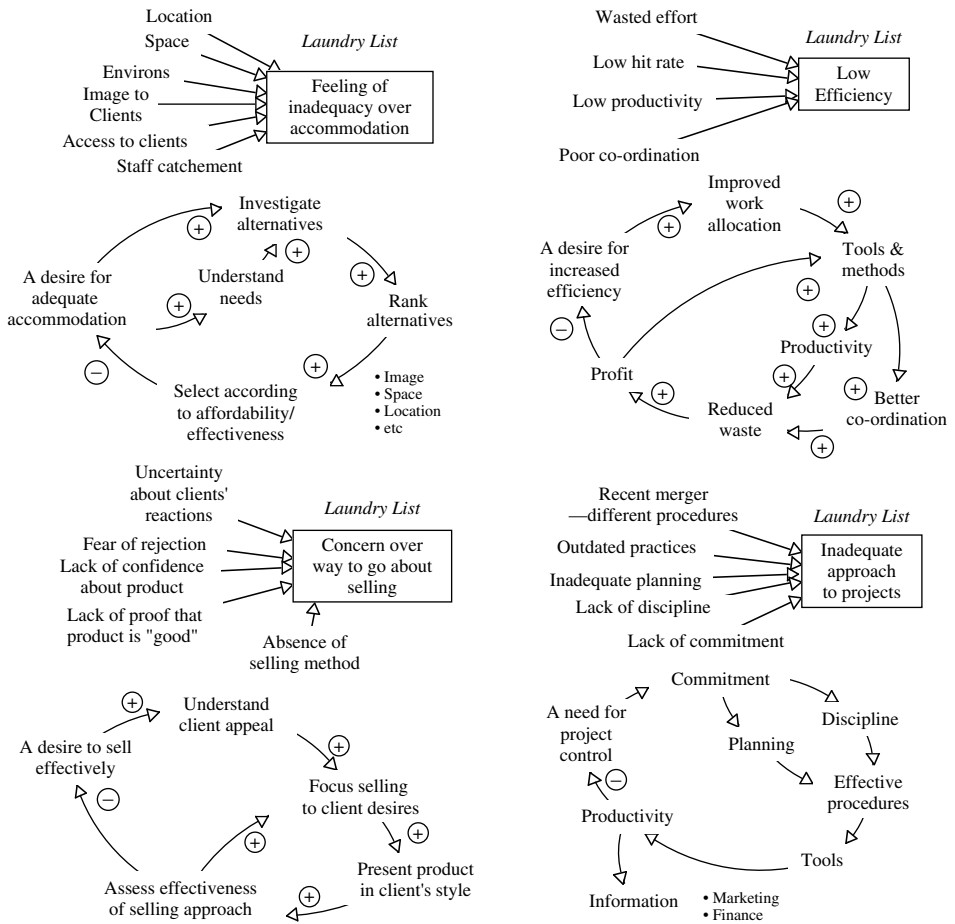 Location
Space
Environs
Image to
Clients
Access to clients
Staff catchement
Laundry List
Feeling of
inadequacy over
accommodation
Investigate
alternatives
+
+
A desire for
adequate
accommodation
Understand
needs
+
+
Rank
alternatives
+
−
Select according
to affordability/
effectiveness
• Image
• Space
• Location
• etc
Wasted effort
Low hit rate
Low productivity
Poor co-ordination
Laundry List
Low
Efficiency
Improved
work
allocation
+
+
A desire for
increased
efficiency
Tools &
methods
+
−
+
Productivity
Profit
+
+
+
Better
co-ordination
Reduced
waste
+
Uncertainty
about clients'
reactions
Fear of rejection
Lack of confidence
about product
Lack of proof that
product is "good"
Absence of
selling method
Laundry List
Concern over
way to go about
selling
Understand
client appeal
+
+
A desire to sell
effectively
Focus selling
to client desires
−
+
+
Present product
in client's style
Assess effectiveness
of selling approach
+
Recent merger
—different procedures
Outdated practices
Inadequate planning
Lack of discipline
Lack of commitment
Laundry List
Inadequate
approach
to projects
Commitment
A need for
project
control
Discipline
Planning
−
Effective
procedures
Productivity
Tools
Information
• Marketing
• Finance